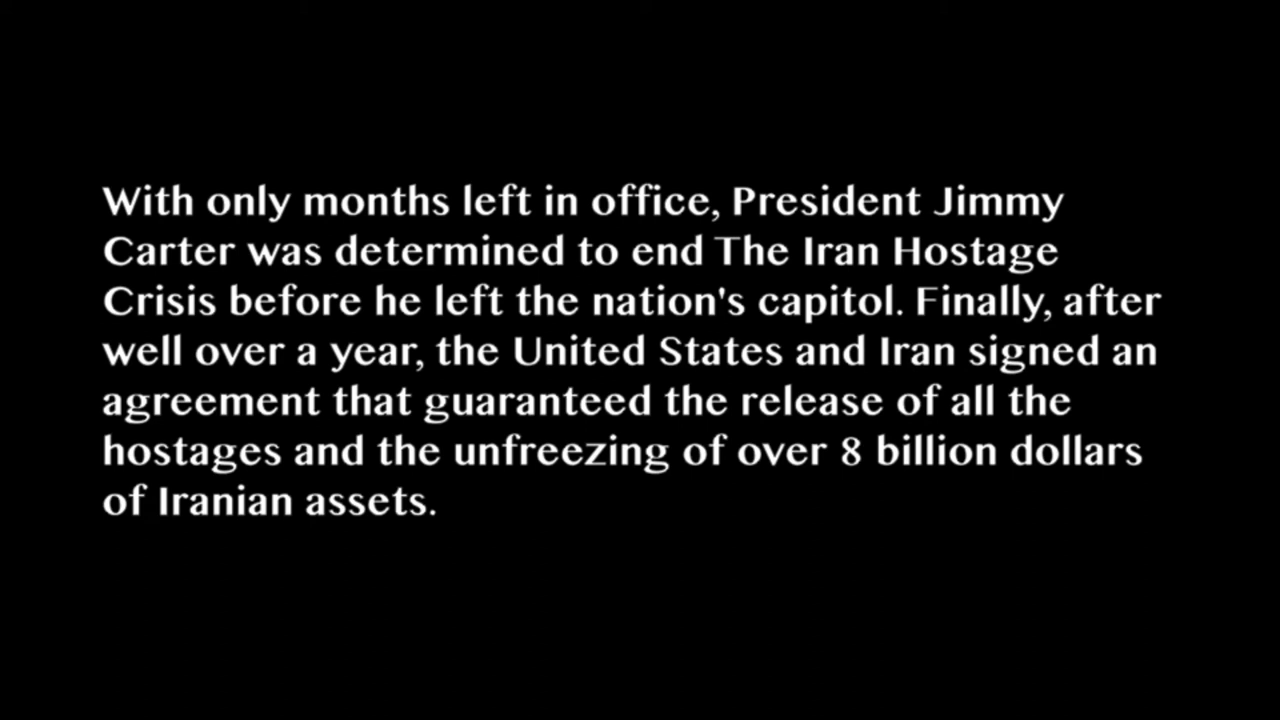 With only months left in office, President Jimmy
Carter was determined to end The Iran Hostage
Crisis before he left the nation's capitol. Finally, after
well over a year, the United States and Iran signed an
agreement that guaranteed the release of all the
hostages and the unfreezing of over 8 billion dollars
of Iranian assets.